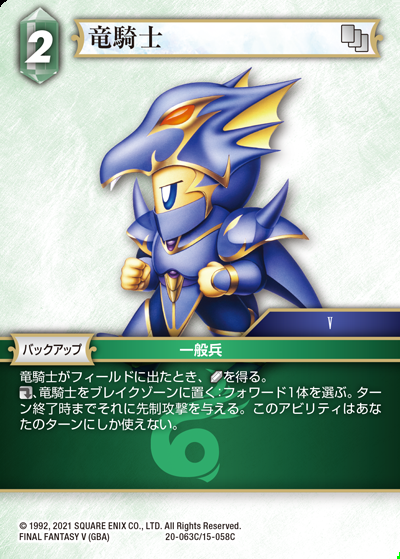 2
竜騎士
V
バックアップ
一般兵
竜騎士がフィールドに出たとき、を得る。
、竜騎士をブレイクゾーンに置く:フォワード1体を選ぶ。ター
ン終了時までそれに先制攻撃を与える。このアビリティはあな
たのターンにしか使えない。
6
© 1992, 2021 SQUARE ENIX CO., LTD. All Rights Reserved.
FINAL FANTASY V (GBA) 20-063C/15-058C